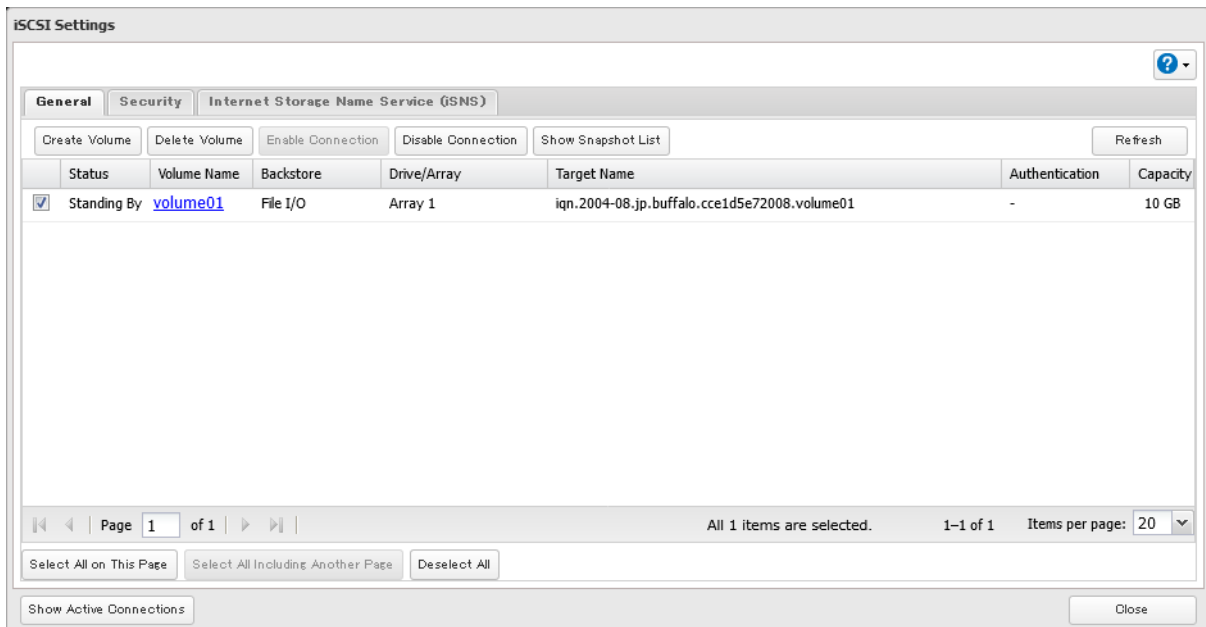 iSCSI Settings
?
General Security Internet Storage Name Service (iSNS)
Create Volume Delete Volume Enable Connection Disable Connection Show Snapshot List Refresh
Status Volume Name Backstore Drive/Array Target Name Authentication Capacity
Standing By volume01 File I/O Array 1 iqn.2004-08.jp.buffalo.cce1d5e72008.volume01 - 10 GB
Page 1 of 1 All 1 items are selected. 1–1 of 1 Items per page: 20
Select All on This Page Select All Including Another Page Deselect All
Show Active Connections Close